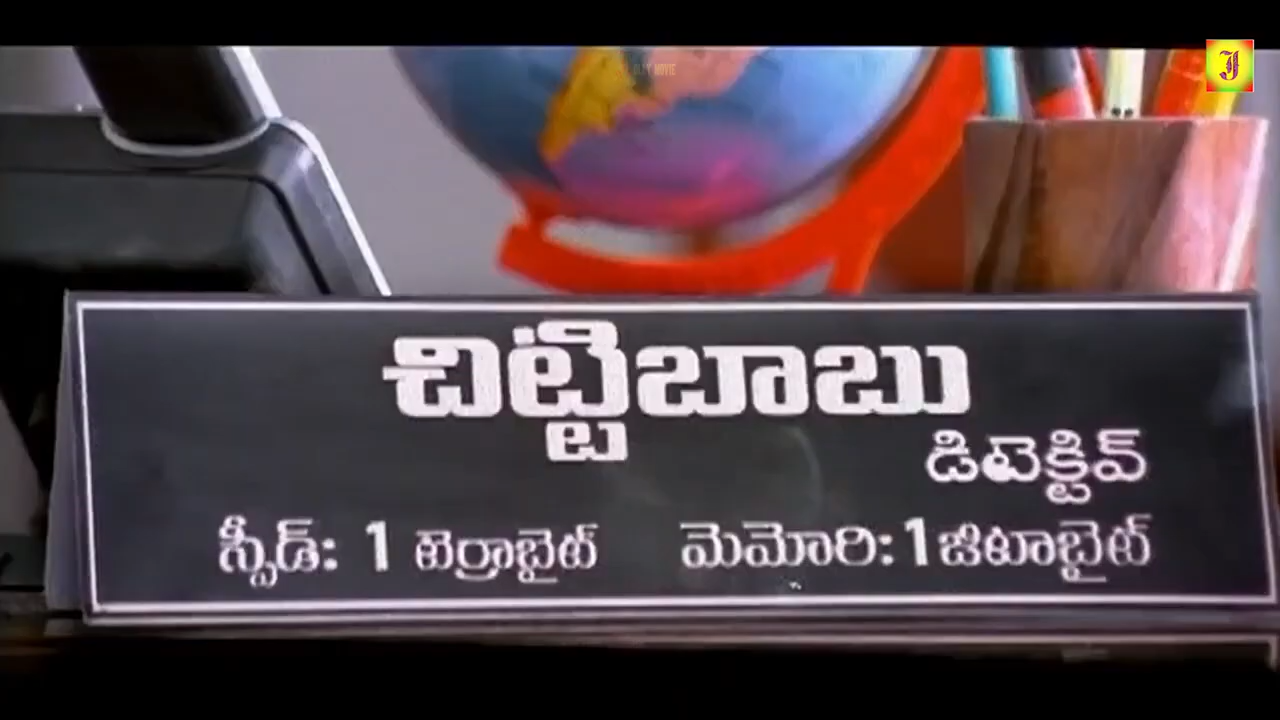 చిట్టిబాబు
డిటెక్టివ్
స్పీడ్: 1 టెర్రాబైట్ మెమోరి: 1 జిటాబైట్